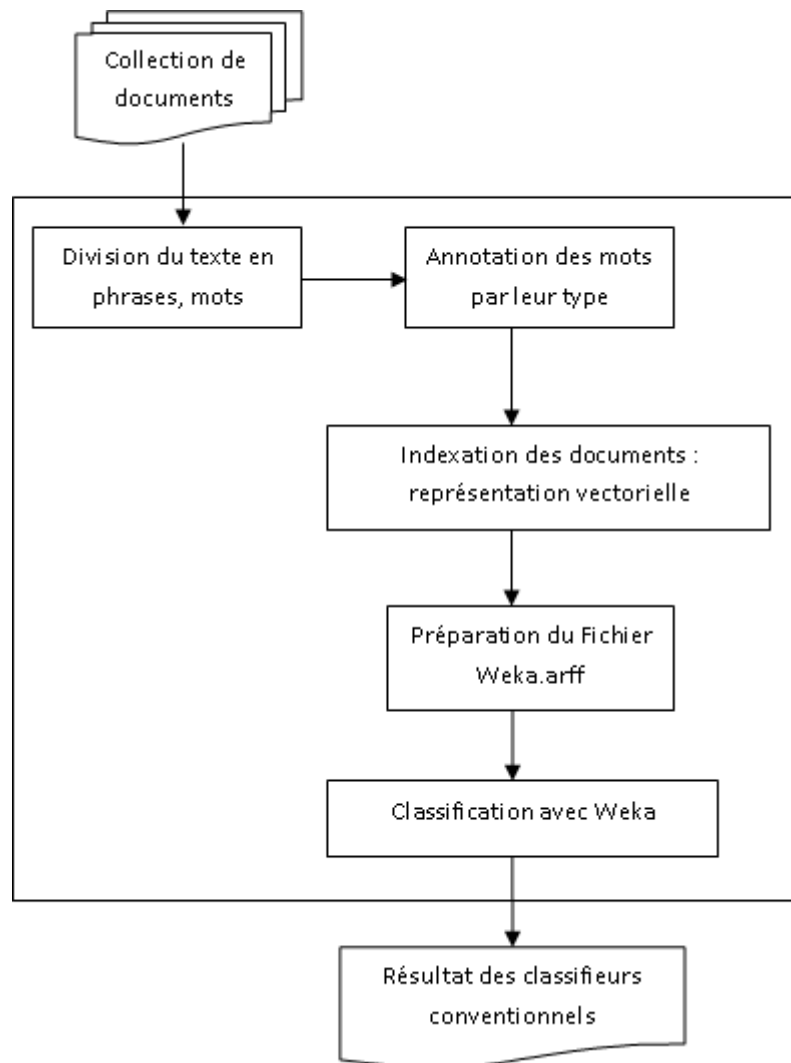 Collection de
documents
Division du texte en
phrases, mots
Annotation des mots
par leur type
Indexation des documents :
représentation vectorielle
Préparation du Fichier
Weka.arff
Classification avec Weka
Résultat des classifieurs
conventionnels